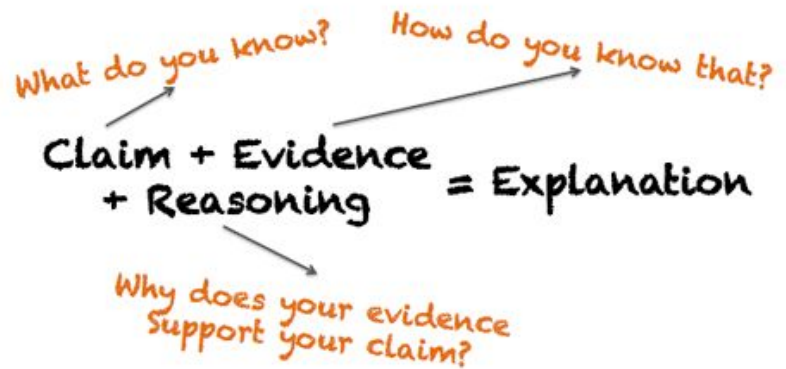 What do you know?
How do you know that?
Claim + Evidence
+ Reasoning
= Explanation
Why does your evidence
Support your claim?